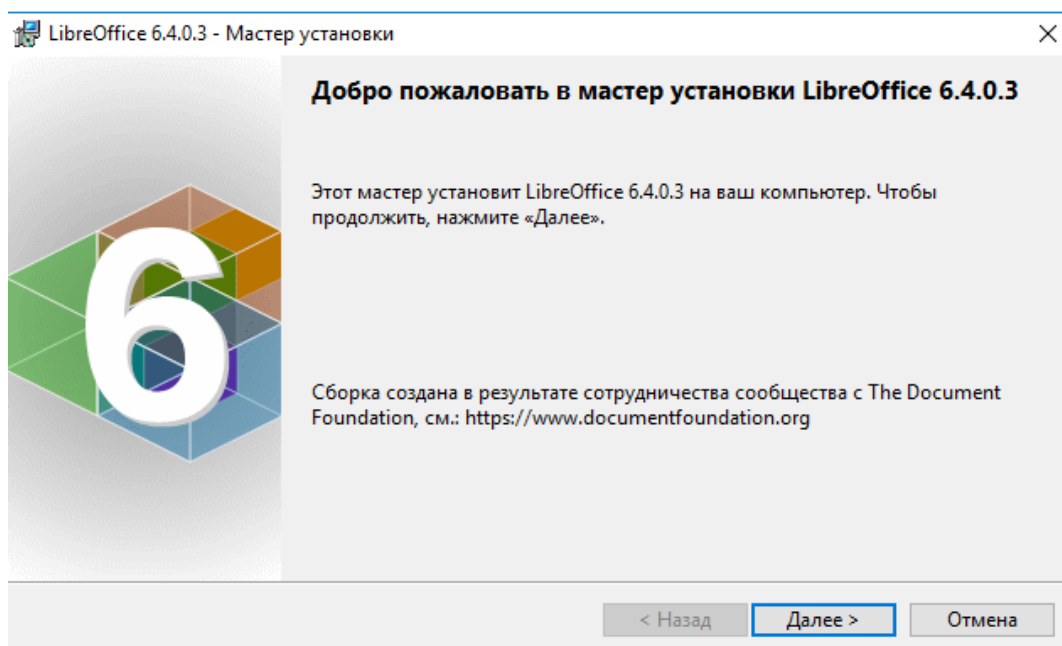 LibreOffice 6.4.0.3 - Мастер установки
Добро пожаловать в мастер установки LibreOffice 6.4.0.3
Этот мастер установит LibreOffice 6.4.0.3 на ваш компьютер. Чтобы
продолжить, нажмите «Далее».
6
Сборка создана в результате сотрудничества сообщества с The Document
Foundation, см.: https://www.documentfoundation.org
< Назад Далее > Отмена